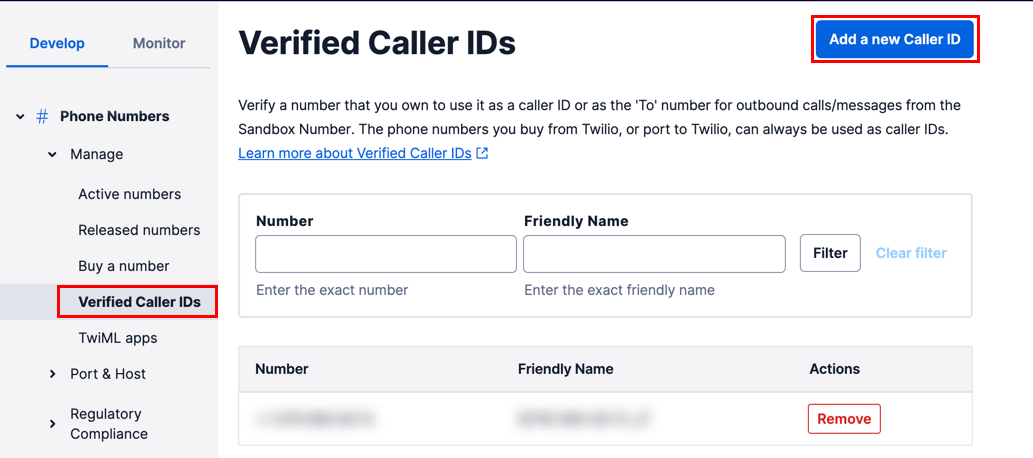 Develop
Monitor
# Phone Numbers
Manage
Active numbers
Released numbers
Buy a number
Verified Caller IDs
TwiML apps
Port & Host
Regulatory
Compliance
Verified Caller IDs
Add a new Caller ID
Verify a number that you own to use it as a caller ID or as the 'To' number for outbound calls/messages from the
Sandbox Number. The phone numbers you buy from Twilio, or port to Twilio, can always be used as caller IDs.
Learn more about Verified Caller IDs
Number
Friendly Name
Filter
Clear filter
Enter the exact number
Enter the exact friendly name
Number
Friendly Name
Actions
Remove